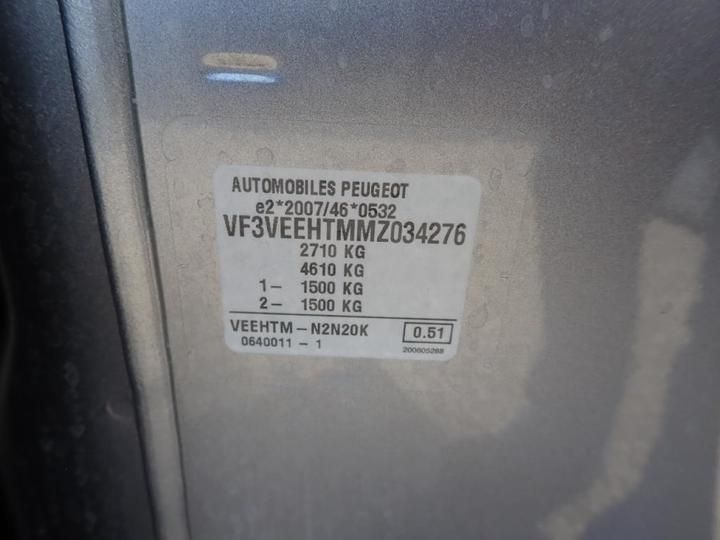 AUTOMOBILES PEUGEOT
e2*2007/46*0532
VF3VEEHTMMZ034276
2710 KG
4610 KG
1- 1500 KG
2- 1500 KG
VEEHTM-N2N20K 0.51
0640011-1 200605288